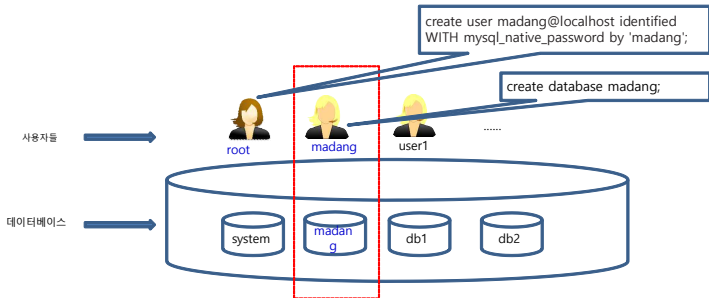 create user madang@localhost identified
WITH mysql_native_password by 'madang';
create database madang;
사용자들
root
madang
user1
......
데이터베이스
system
madan
g
db1
db2